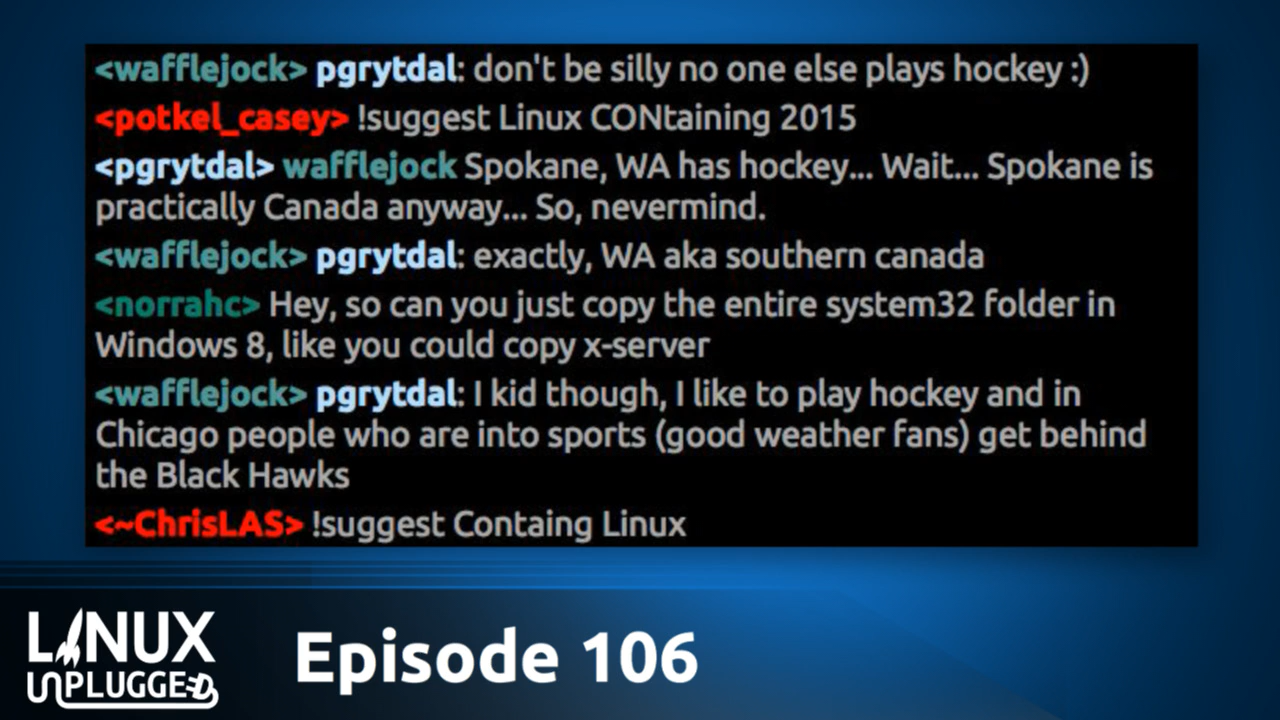 <wafflejock> pgrytdal: don't be silly no one else plays hockey :)
<potkel_casey> !suggest Linux CONtaining 2015
<pgrytdal> wafflejock Spokane, WA has hockey... Wait... Spokane is
practically Canada anyway... So, nevermind.
<wafflejock> pgrytdal: exactly, WA aka southern canada
<norrahc> Hey, so can you just copy the entire system32 folder in
Windows 8, like you could copy x-server
<wafflejock> pgrytdal: I kid though, I like to play hockey and in
Chicago people who are into sports (good weather fans) get behind
the Black Hawks
<~ChrisLAS> !suggest Containg Linux
LINUX
UNPLUGGED
Episode 106